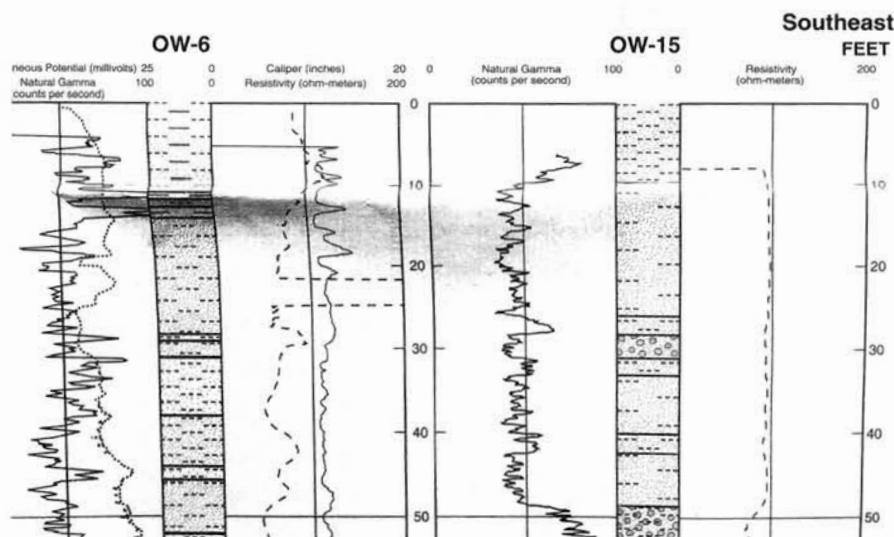 Southeast
FEET
OW-6
OW-15
neous Potential (millivolts) 25
Natural Gamma 100
counts per second)
0 Caliper (inches) 20
0 Resistivity (ohm-meters) 200
0 Natural Gamma 100
(counts per second)
0 Resistivity 200
(ohm-meters)
0
10
20
30
40
50
0
10
20
30
40
50